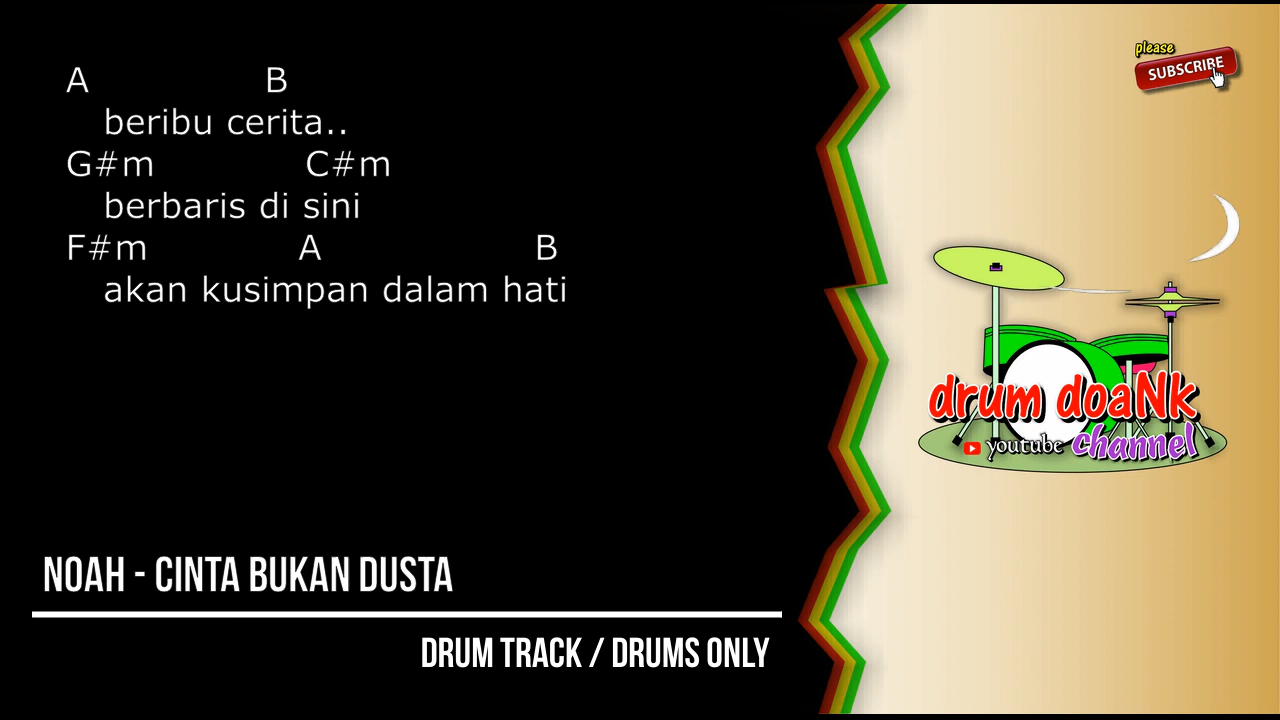 A B
beribu cerita..
G#m C#m
berbaris di sini
F#m A B
akan kusimpan dalam hati
NOAH - CINTA BUKAN DUSTA
DRUM TRACK / DRUMS ONLY
please
SUBSCRIBE
drum doaNk
youtube channel